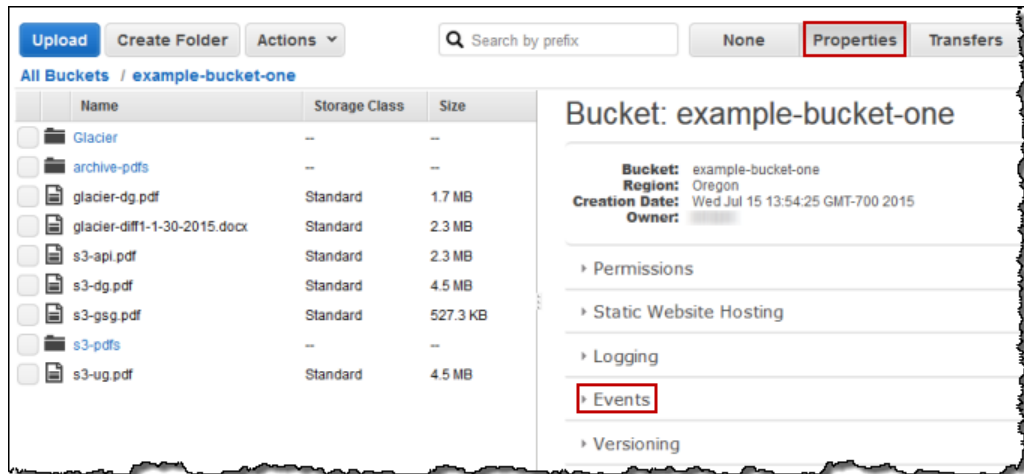 Upload Create Folder Actions Search by prefix None Properties Transfers
All Buckets / example-bucket-one
Name Storage Class Size
Glacier -- --
archive-pdfs -- --
glacier-dg.pdf Standard 1.7 MB
glacier-diff1-1-30-2015.docx Standard 2.3 MB
s3-api.pdf Standard 2.3 MB
s3-dg.pdf Standard 4.5 MB
s3-gsg.pdf Standard 527.3 KB
s3-pdfs -- --
s3-ug.pdf Standard 4.5 MB
Bucket: example-bucket-one
Bucket: example-bucket-one
Region: Oregon
Creation Date: Wed Jul 15 13:54:25 GMT-700 2015
Owner:
Permissions
Static Website Hosting
Logging
Events
Versioning